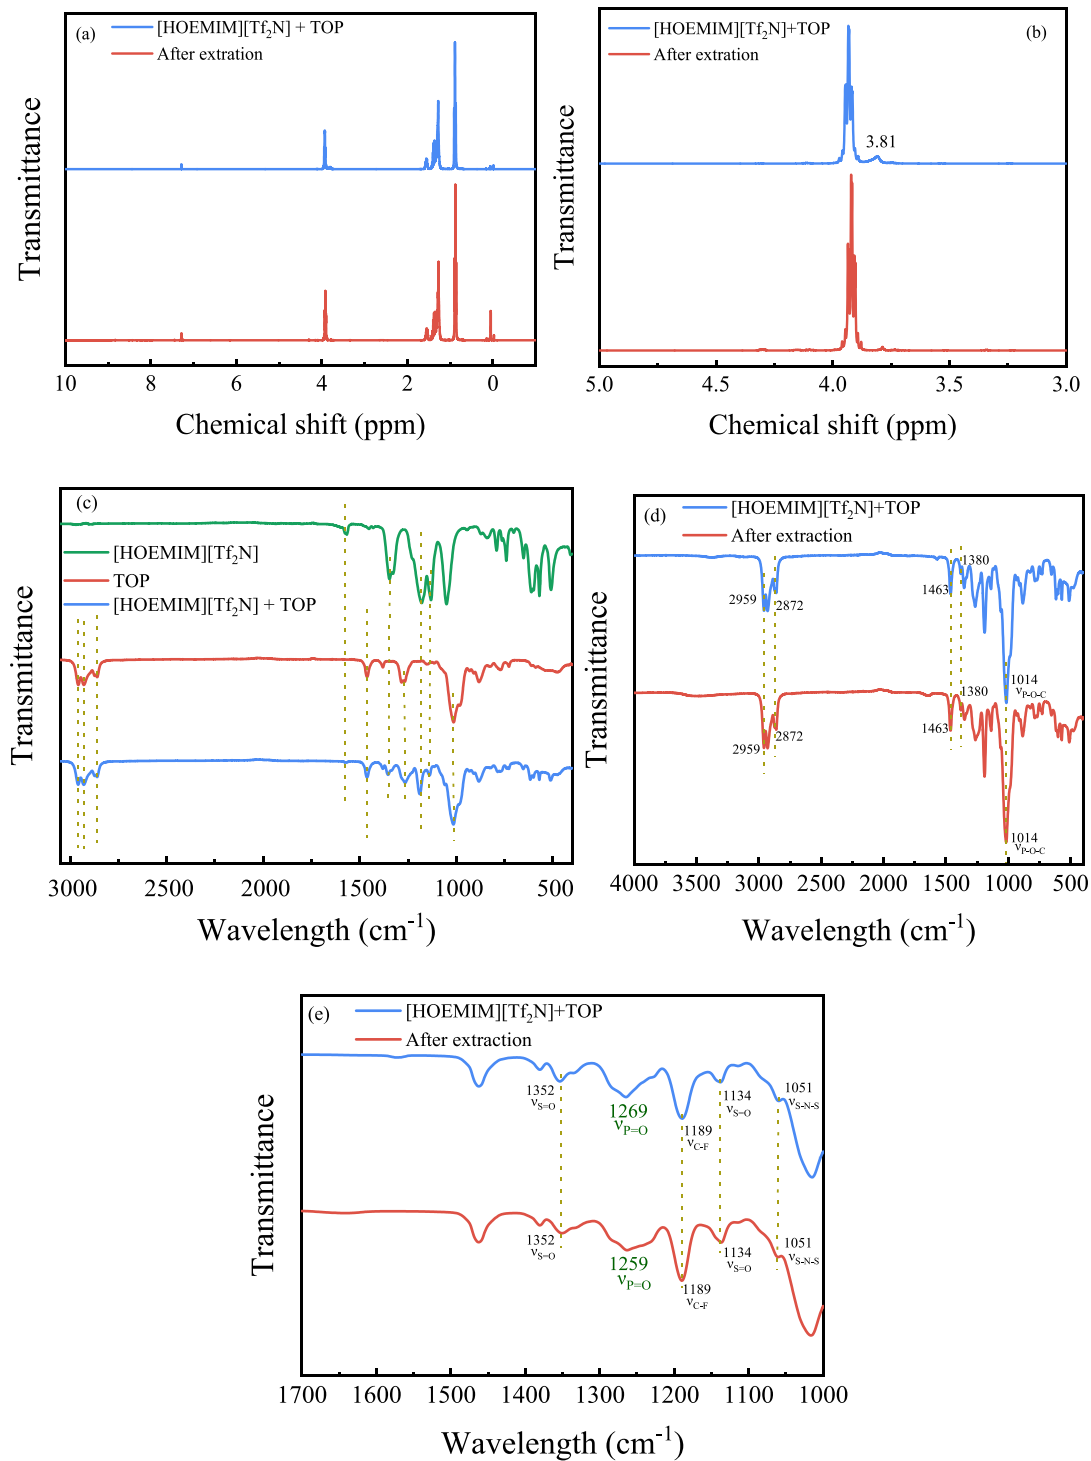 (a)
[HOEMIM][Tf₂N] + TOP
After extration
Transmittance
10 8 6 4 2 0
Chemical shift (ppm)
[HOEMIM][Tf₂N]+TOP
(b)
After extration
3.81
Transmittance
5.0 4.5 4.0 3.5 3.0
Chemical shift (ppm)
(c)
[HOEMIM][Tf₂N]
TOP
[HOEMIM][Tf₂N] + TOP
Transmittance
3000 2500 2000 1500 1000 500
Wavelength (cm⁻¹)
[HOEMIM][Tf₂N]+TOP
(d)
After extraction
1380
2959 2872 1463
1014
νP-O-C
1380
2959 2872 1463
1014
νP-O-C
Transmittance
4000 3500 3000 2500 2000 1500 1000 500
Wavelength (cm⁻¹)
(e)
[HOEMIM][Tf₂N]+TOP
After extraction
1352
νS=O
1269
νP=O
1189
νC-F
1134
νS=O
1051
νS-N-S
1352
νS=O
1259
νP=O
1189
νC-F
1134
νS=O
1051
νS-N-S
Transmittance
1700 1600 1500 1400 1300 1200 1100 1000
Wavelength (cm⁻¹)